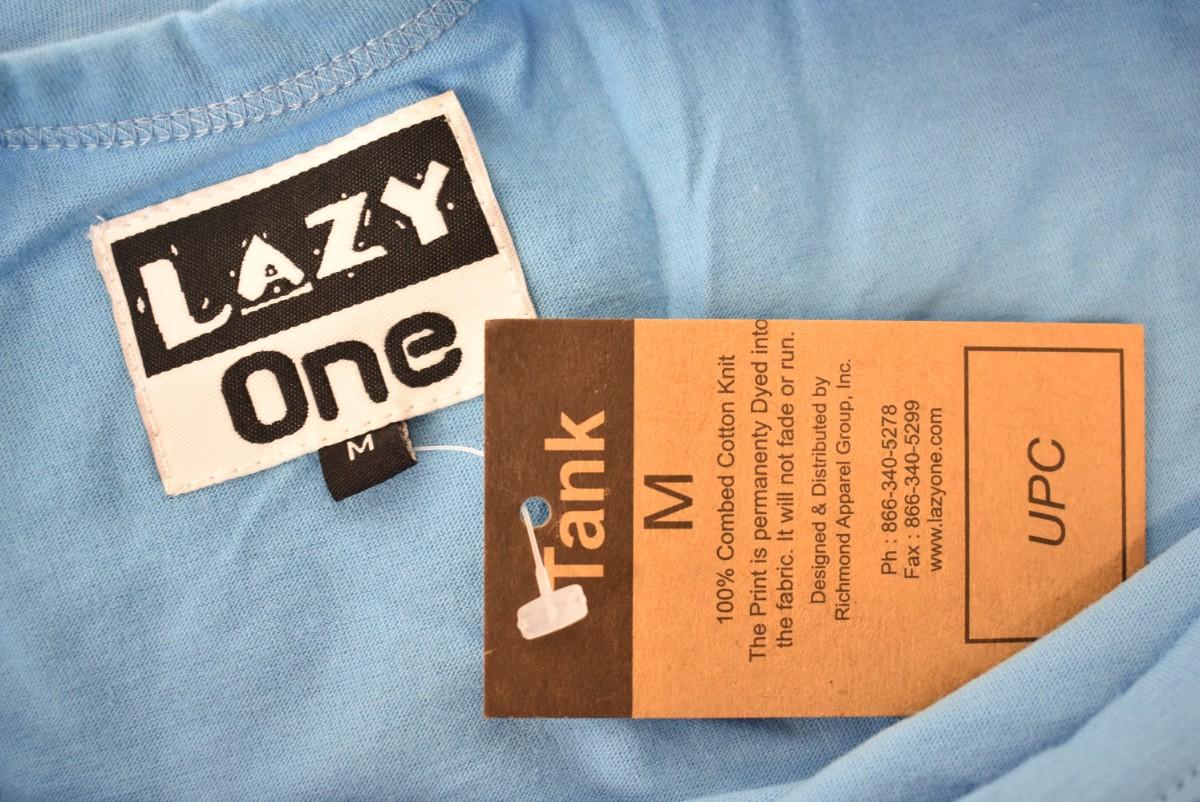 LAZY
One
M
Tank
M
100% Combed Cotton Knit
The Print is permanenty Dyed into
the fabric. It will not fade or run.
Designed & Distributed by
Richmond Apparel Group, Inc.
Ph : 866-340-5278
Fax : 866-340-5299
www.lazyone.com
UPC